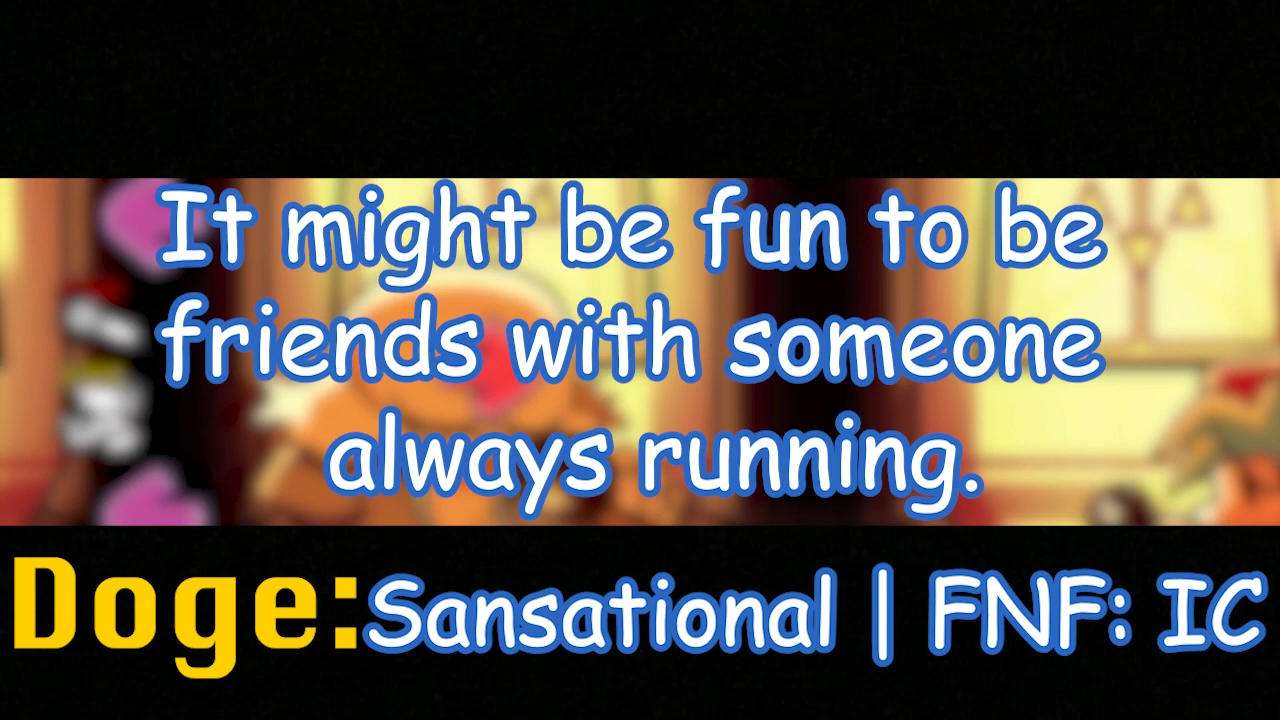 It might be fun to be
friends with someone
always running.
Doge: Sansational | FNF: IC